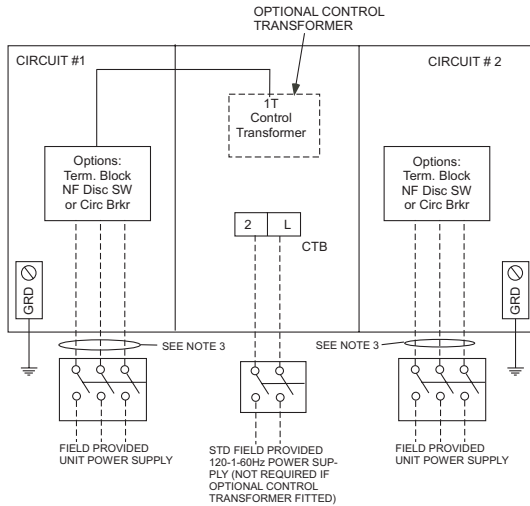 OPTIONAL CONTROL
TRANSFORMER
CIRCUIT #1
CIRCUIT # 2
1T
Control
Transformer
Options:
Term. Block
NF Disc SW
or Circ Brkr
Options:
Term. Block
NF Disc SW
or Circ Brkr
2 L
CTB
GRD
GRD
SEE NOTE 3
SEE NOTE 3
FIELD PROVIDED
UNIT POWER SUPPLY
STD FIELD PROVIDED
120-1-60Hz POWER SUP-
PLY (NOT REQUIRED IF
OPTIONAL CONTROL
TRANSFORMER FITTED)
FIELD PROVIDED
UNIT POWER SUPPLY